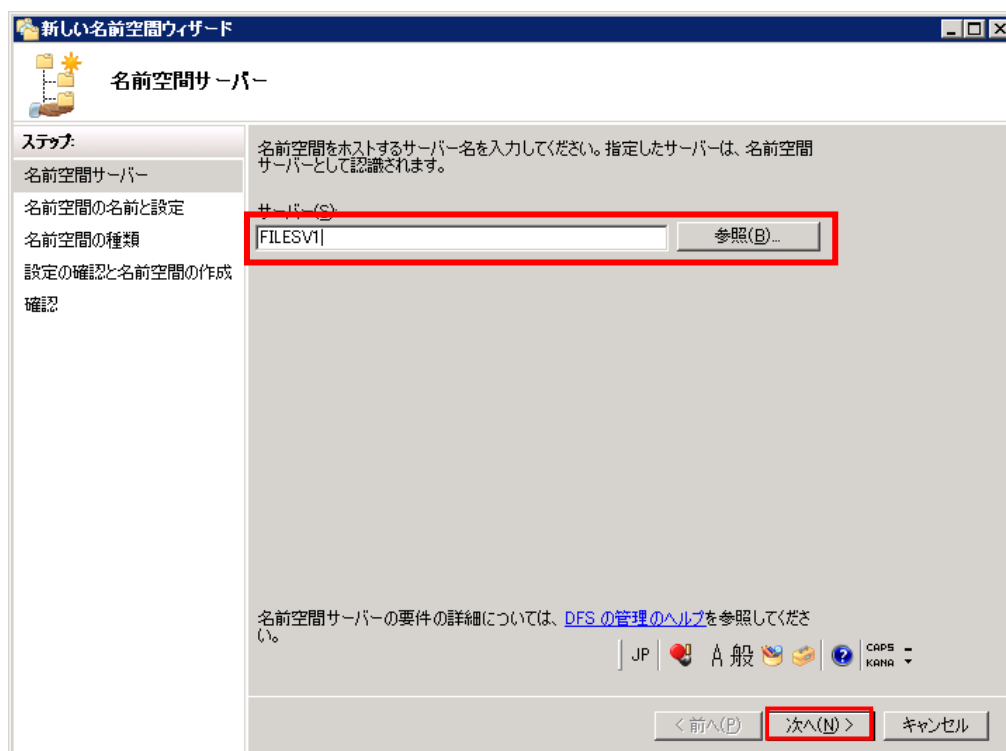 新しい名前空間ウィザード
名前空間サーバー
ステップ:
名前空間サーバー
名前空間の名前と設定
名前空間の種類
設定の確認と名前空間の作成
確認
名前空間をホストするサーバー名を入力してください。指定したサーバーは、名前空間
サーバーとして認識されます。
サーバー(S):
FILESV1
参照(B)...
名前空間サーバーの要件の詳細については、DFS の管理のヘルプを参照してくださ
い。
JP
A 般
CAPS
KANA
< 前へ(P)
次へ(N) >
キャンセル